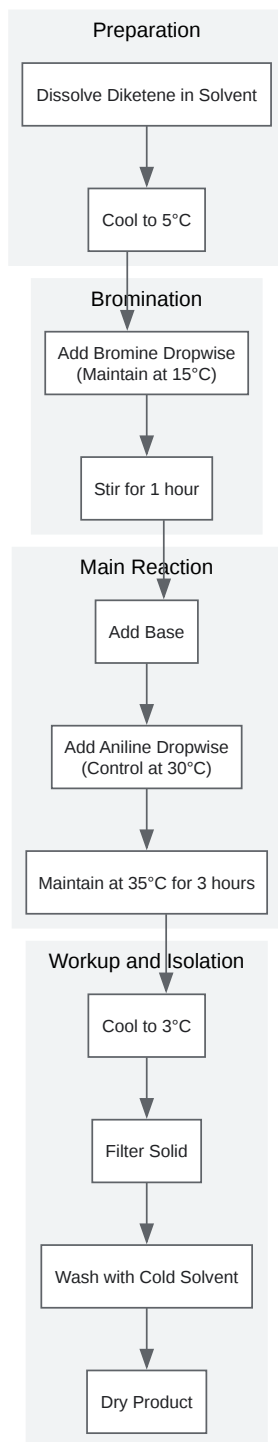 Preparation
Dissolve Diketene in Solvent
Cool to 5°C
Bromination
Add Bromine Dropwise
(Maintain at 15°C)
Stir for 1 hour
Main Reaction
Add Base
Add Aniline Dropwise
(Control at 30°C)
Maintain at 35°C for 3 hours
Workup and Isolation
Cool to 3°C
Filter Solid
Wash with Cold Solvent
Dry Product